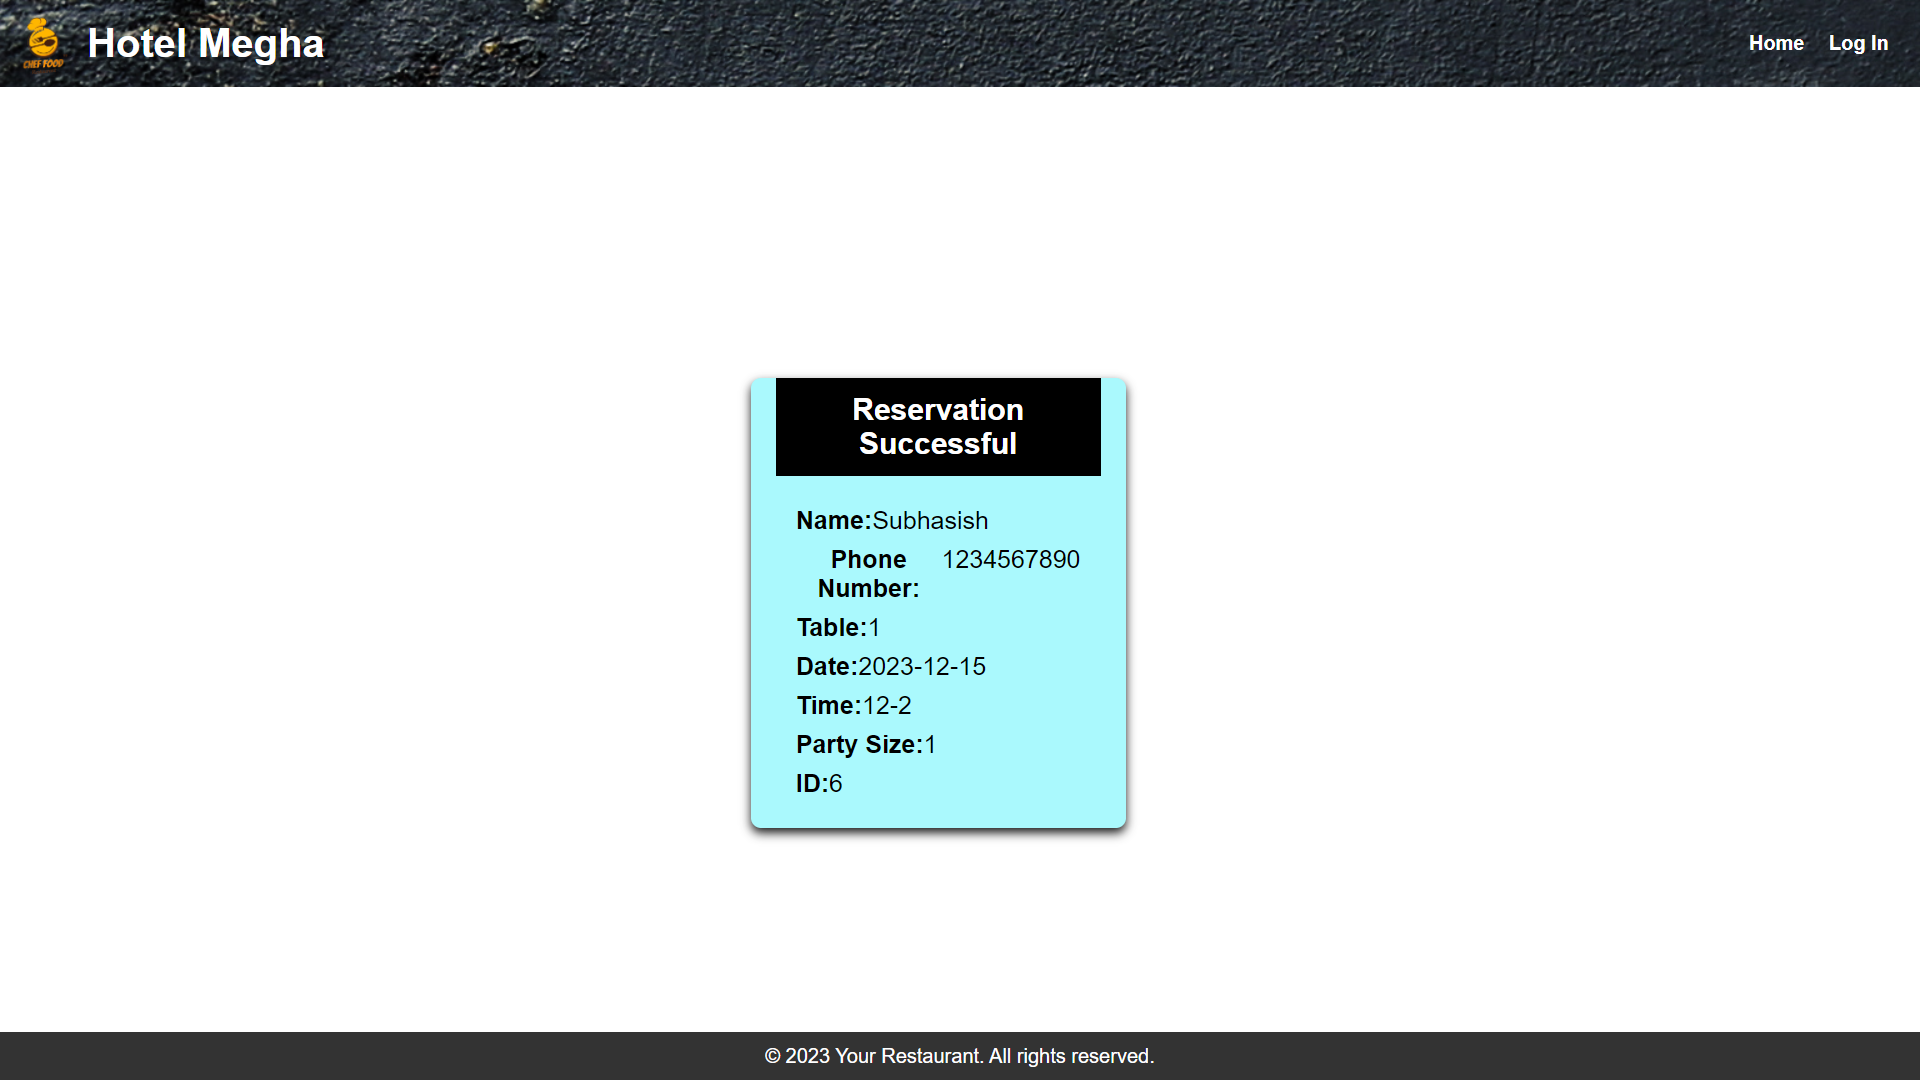 CHEF FOOD
Hotel Megha
Home
Log In
Reservation
Successful
Name:Subhasish
Phone 1234567890
Number:
Table:1
Date:2023-12-15
Time:12-2
Party Size:1
ID:6
© 2023 Your Restaurant. All rights reserved.